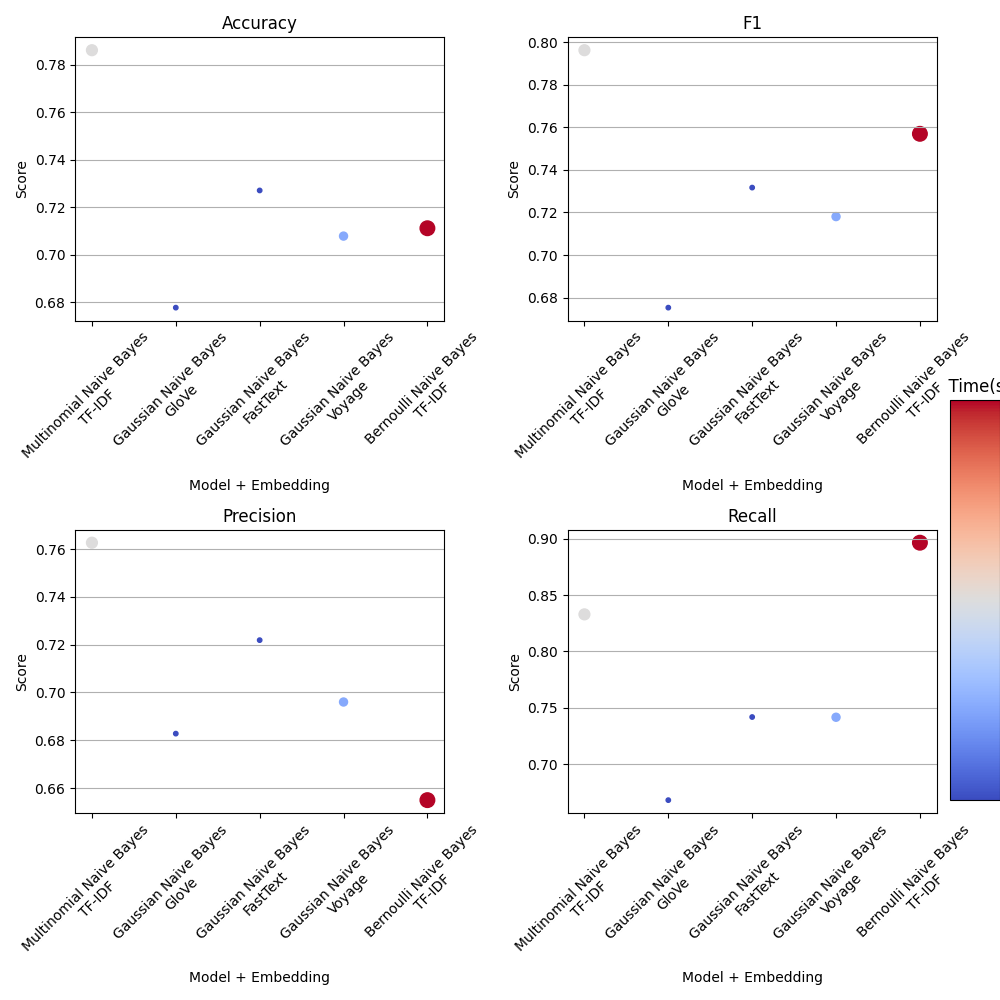 Accuracy
Score
0.78
0.76
0.74
0.72
0.70
0.68
Multinomial Naive Bayes
TF-IDF
Gaussian Naive Bayes
GloVe
Gaussian Naive Bayes
FastText
Gaussian Naive Bayes
Voyage
Bernoulli Naive Bayes
TF-IDF
Model + Embedding
F1
Score
0.80
0.78
0.76
0.74
0.72
0.70
0.68
Multinomial Naive Bayes
TF-IDF
Gaussian Naive Bayes
GloVe
Gaussian Naive Bayes
FastText
Gaussian Naive Bayes
Voyage
Bernoulli Naive Bayes
TF-IDF
Model + Embedding
Time(s
Precision
Score
0.76
0.74
0.72
0.70
0.68
0.66
Multinomial Naive Bayes
TF-IDF
Gaussian Naive Bayes
GloVe
Gaussian Naive Bayes
FastText
Gaussian Naive Bayes
Voyage
Bernoulli Naive Bayes
TF-IDF
Model + Embedding
Recall
Score
0.90
0.85
0.80
0.75
0.70
Multinomial Naive Bayes
TF-IDF
Gaussian Naive Bayes
GloVe
Gaussian Naive Bayes
FastText
Gaussian Naive Bayes
Voyage
Bernoulli Naive Bayes
TF-IDF
Model + Embedding